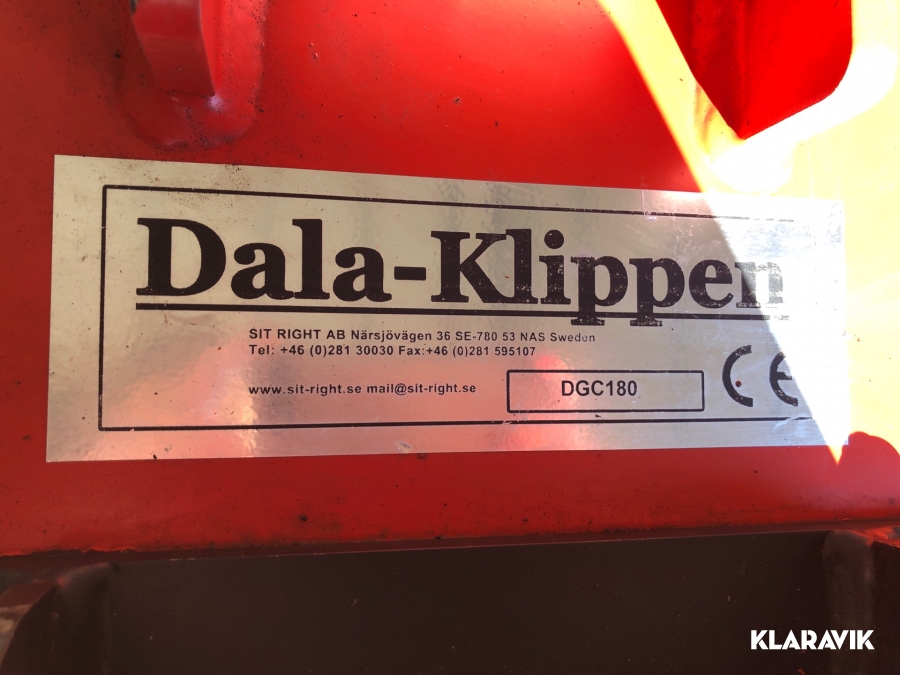 Dala-Klippen
SIT RIGHT AB Närsjövägen 36 SE-780 53 NAS Sweden
Tel: +46 (0)281 30030 Fax:+46 (0)281 595107
www.sit-right.se mail@sit-right.se
DGC180
CE
KLARAVIK